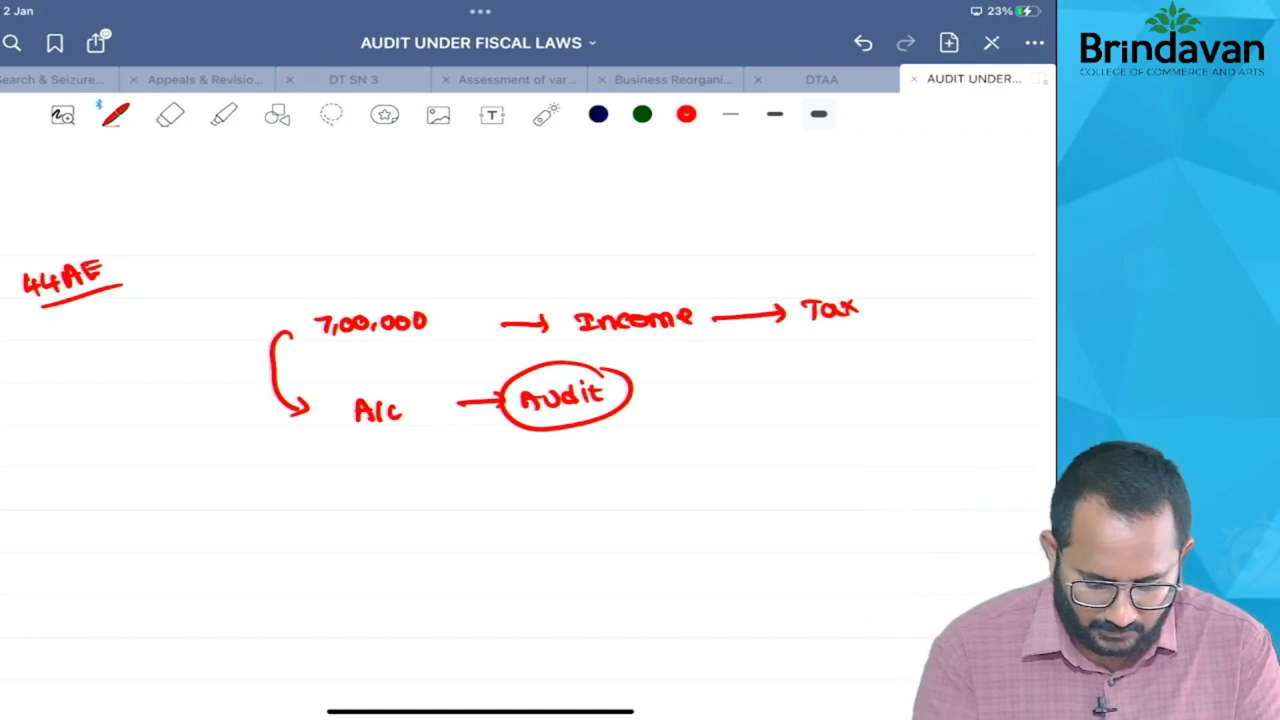 2 Jan
23%
AUDIT UNDER FISCAL LAWS
Brindavan
COLLEGE OF COMMERCE AND ARTS
earch & Seizure...
Appeals & Revisio...
DT SN 3
Assessment of var...
Business Reorgani...
DTAA
AUDIT UNDER...
T
44AE
7,00,000 → Income → Tax
A/c → Audit